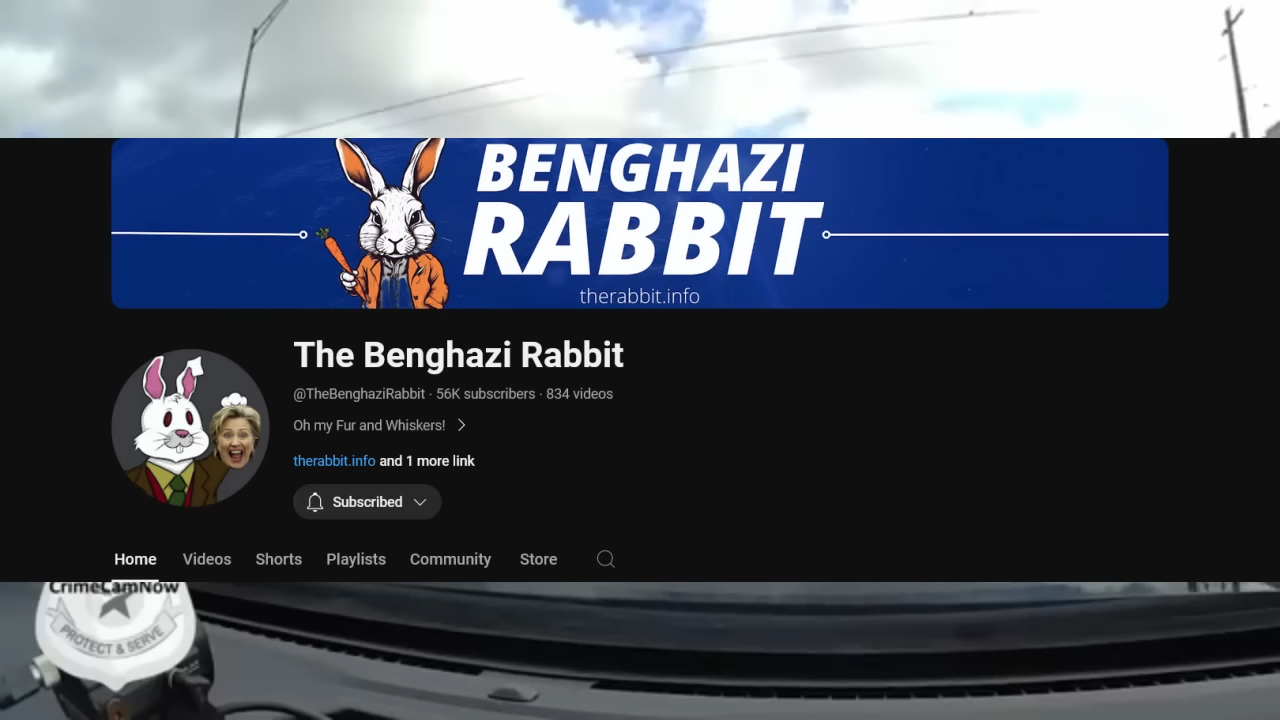 BENGHAZI
RABBIT
therabbit.info
The Benghazi Rabbit
@TheBenghaziRabbit · 56K subscribers · 834 videos
Oh my Fur and Whiskers!
therabbit.info and 1 more link
Subscribed
Home Videos Shorts Playlists Community Store
CrimeCamNow
PROTECT & SERVE